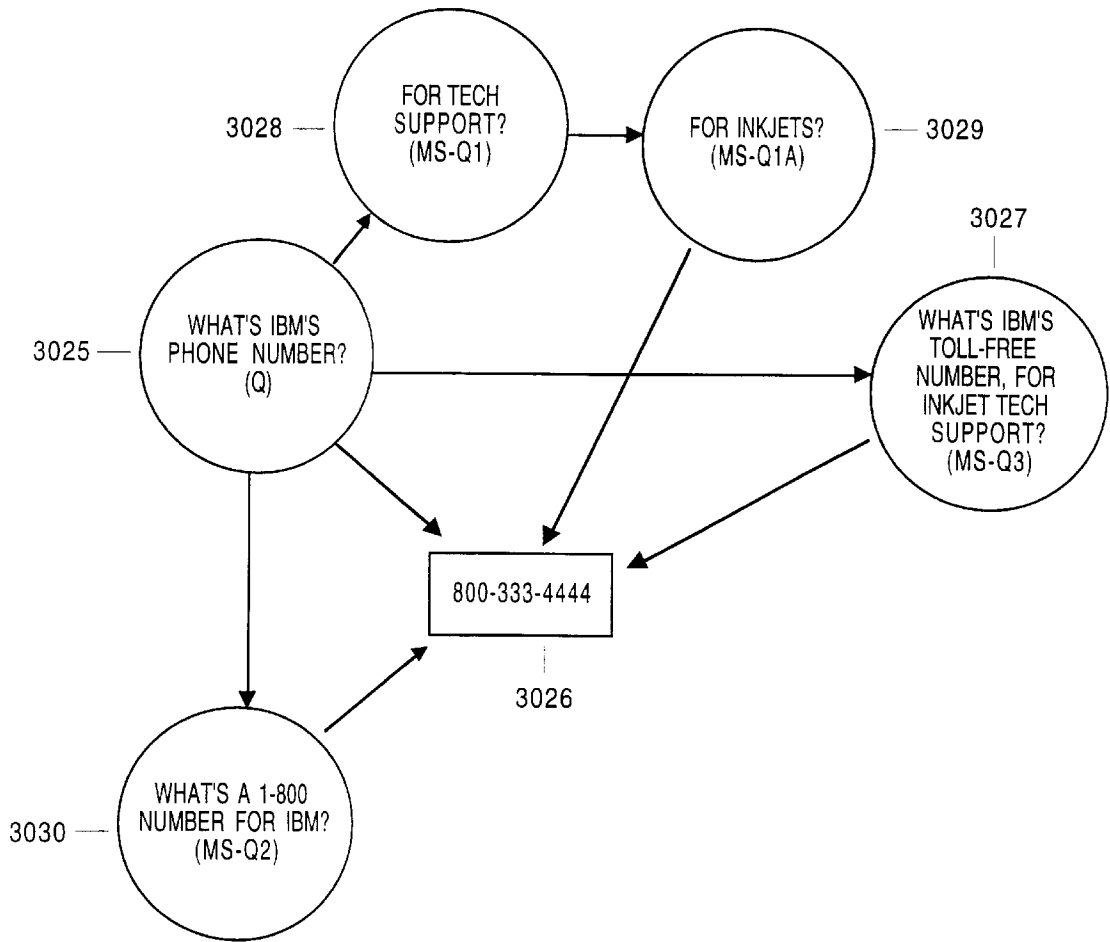 FOR TECH
SUPPORT?
(MS-Q1)
3028
FOR INKJETS?
(MS-Q1A)
3029
3027
WHAT'S IBM'S
PHONE NUMBER?
(Q)
3025
WHAT'S IBM'S
TOLL-FREE
NUMBER, FOR
INKJET TECH
SUPPORT?
(MS-Q3)
800-333-4444
3026
WHAT'S A 1-800
NUMBER FOR IBM?
(MS-Q2)
3030